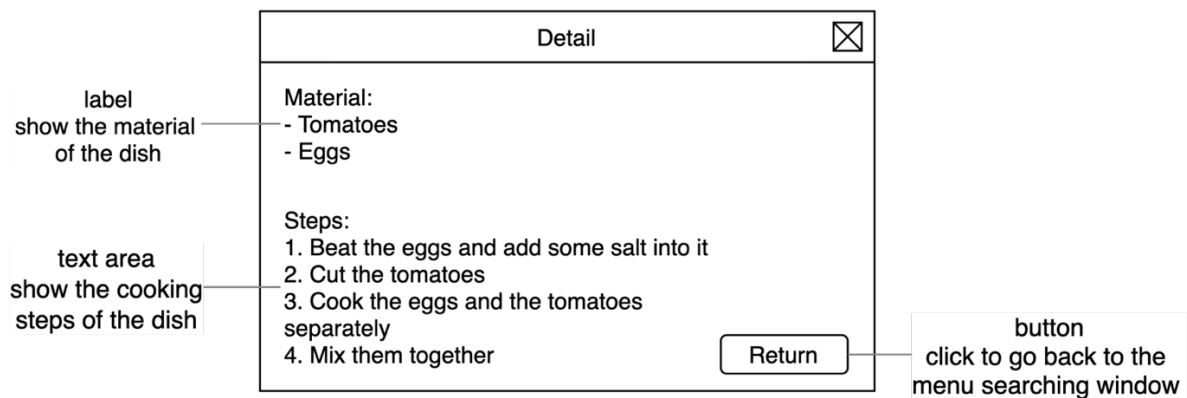 Detail
label
show the material
of the dish
Material:
- Tomatoes
- Eggs
text area
show the cooking
steps of the dish
Steps:
1. Beat the eggs and add some salt into it
2. Cut the tomatoes
3. Cook the eggs and the tomatoes
separately
4. Mix them together
Return
button
click to go back to the
menu searching window